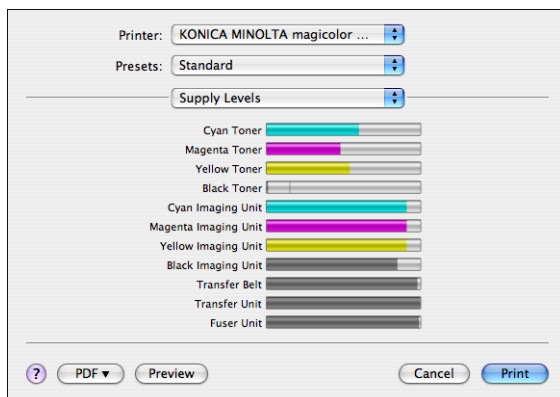 Printer: KONICA MINOLTA magicolor ...
Presets: Standard
Supply Levels
Cyan Toner
Magenta Toner
Yellow Toner
Black Toner
Cyan Imaging Unit
Magenta Imaging Unit
Yellow Imaging Unit
Black Imaging Unit
Transfer Belt
Transfer Unit
Fuser Unit
? PDF ▾ Preview Cancel Print